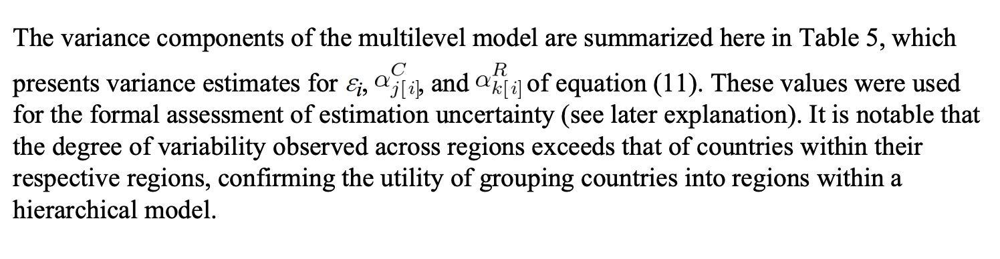 The variance components of the multilevel model are summarized here in Table 5, which
presents variance estimates for εᵢ, α^C_{j[i]}, and α^R_{k[i]} of equation (11). These values were used
for the formal assessment of estimation uncertainty (see later explanation). It is notable that
the degree of variability observed across regions exceeds that of countries within their
respective regions, confirming the utility of grouping countries into regions within a
hierarchical model.